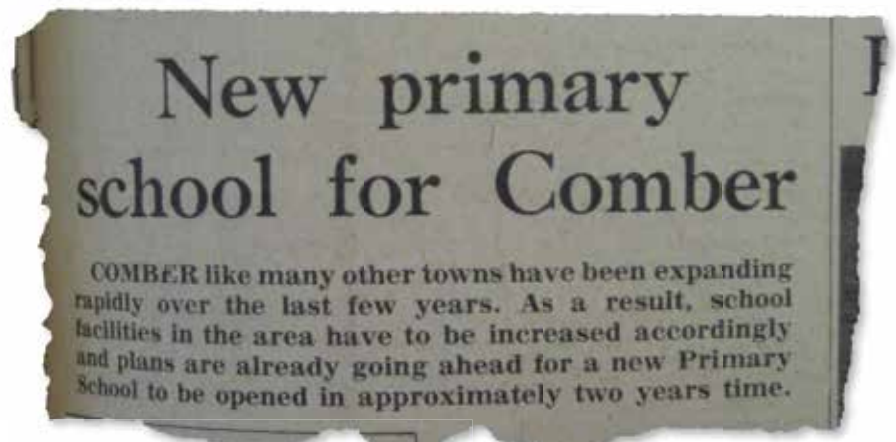 New primary
school for Comber
COMBER like many other towns have been expanding
rapidly over the last few years. As a result, school
facilities in the area have to be increased accordingly
and plans are already going ahead for a new Primary
School to be opened in approximately two years time.